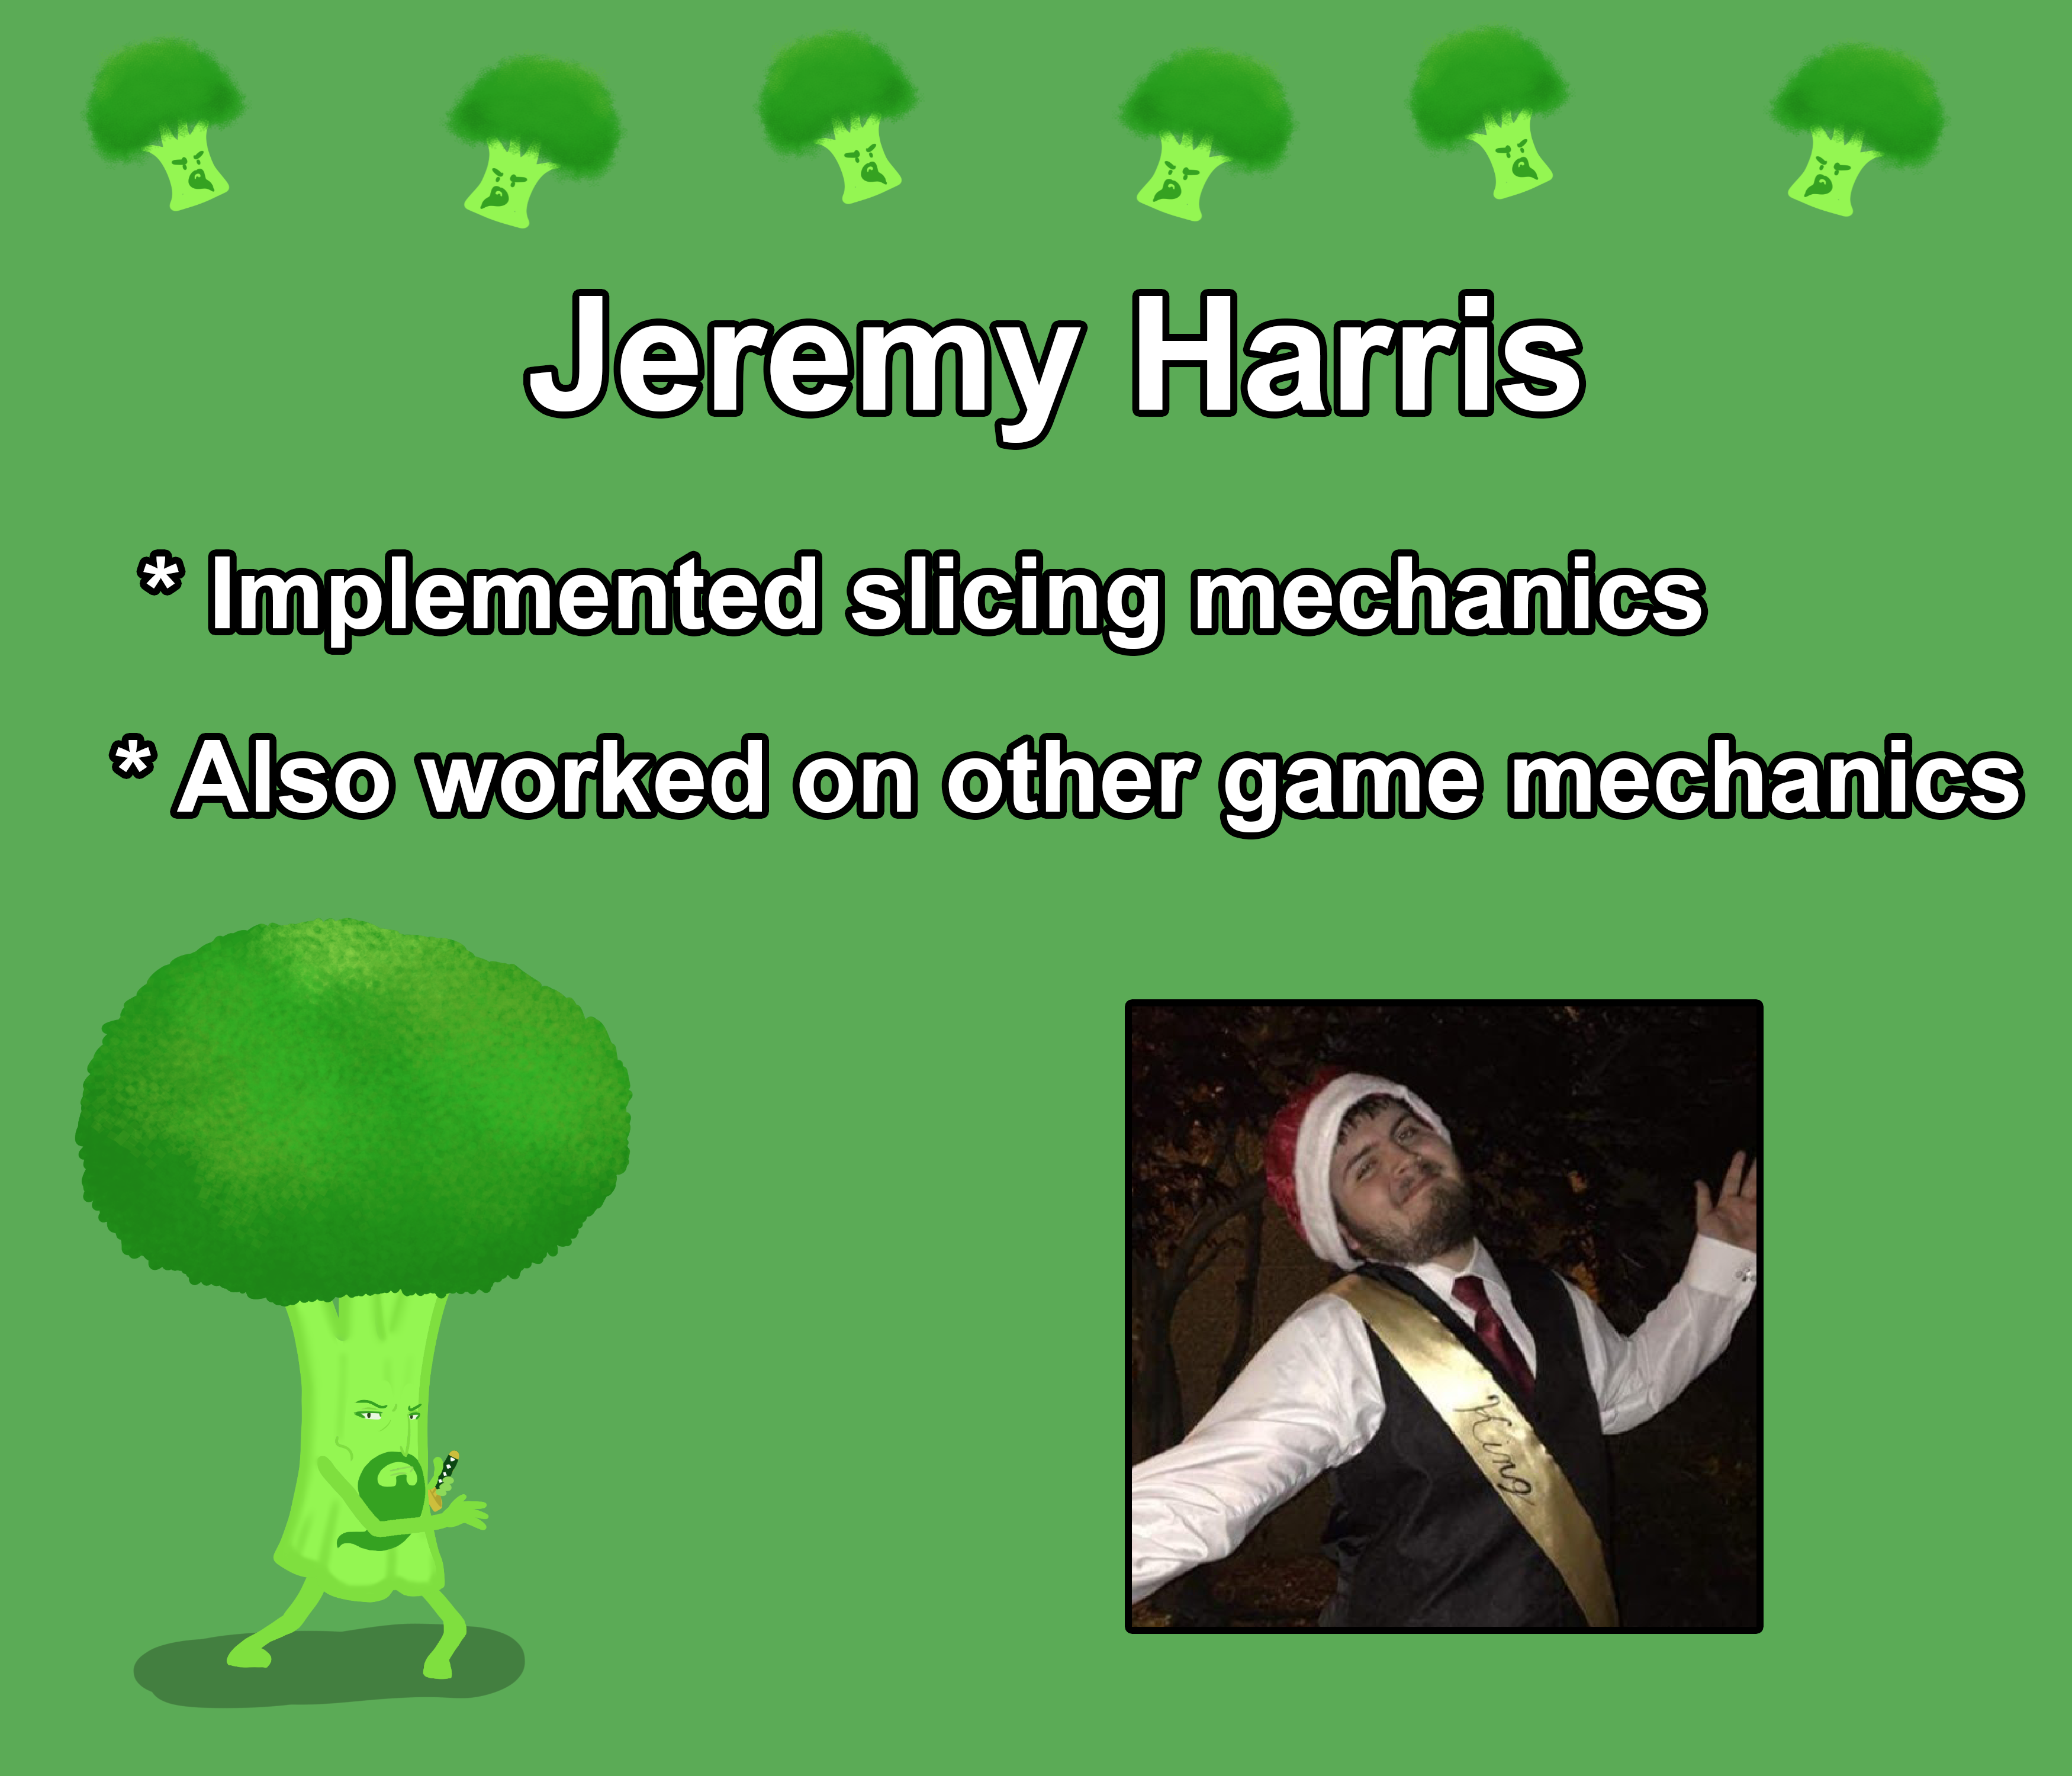 Jeremy Harris
* Implemented slicing mechanics
* Also worked on other game mechanics
King